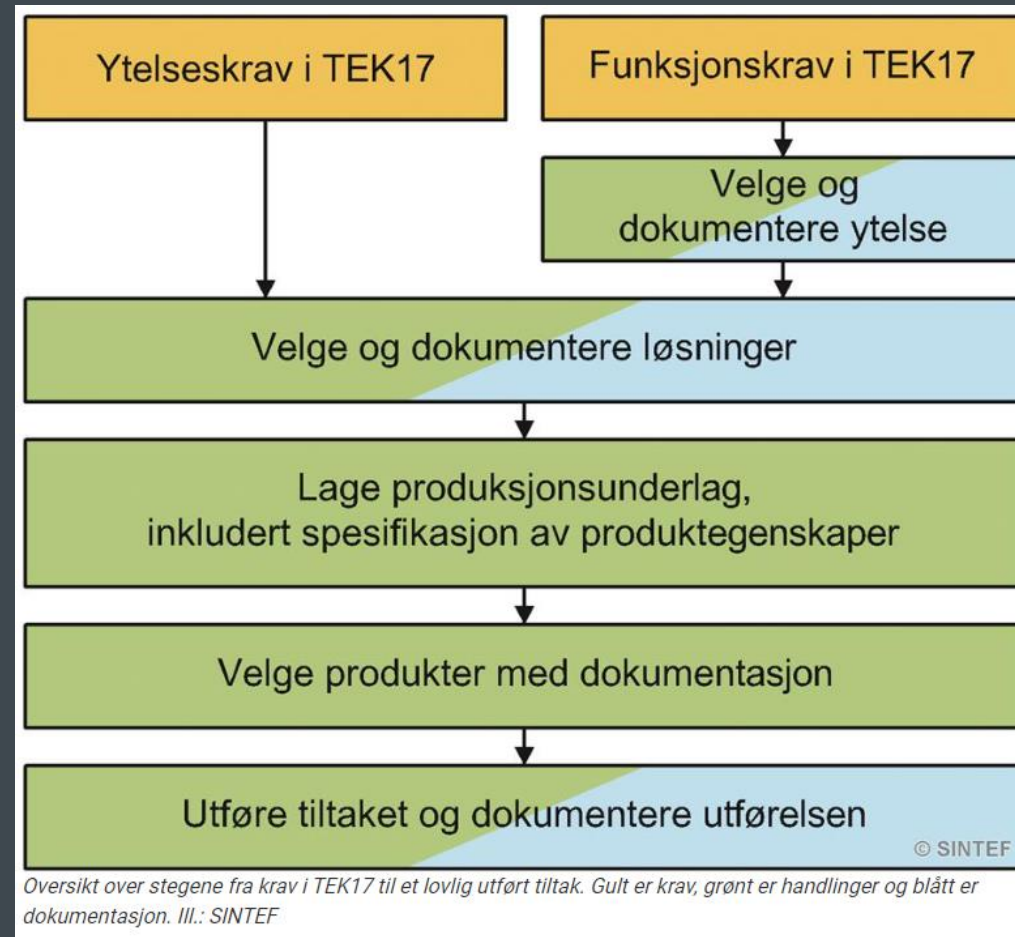 Ytelseskrav i TEK17
Funksjonskrav i TEK17
Velge og
dokumentere ytelse
Velge og dokumentere løsninger
Lage produksjonsunderlag,
inkludert spesifikasjon av produktegenskaper
Velge produkter med dokumentasjon
Utføre tiltaket og dokumentere utførelsen
© SINTEF
Oversikt over stegene fra krav i TEK17 til et lovlig utført tiltak. Gult er krav, grønt er handlinger og blått er
dokumentasjon. Ill.: SINTEF